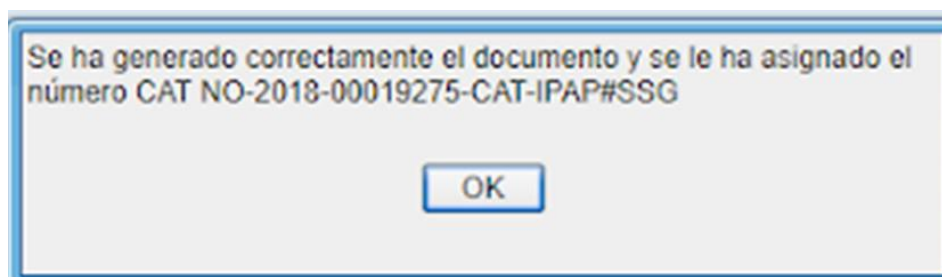 Se ha generado correctamente el documento y se le ha asignado el
número CAT NO-2018-00019275-CAT-IPAP#SSG
OK